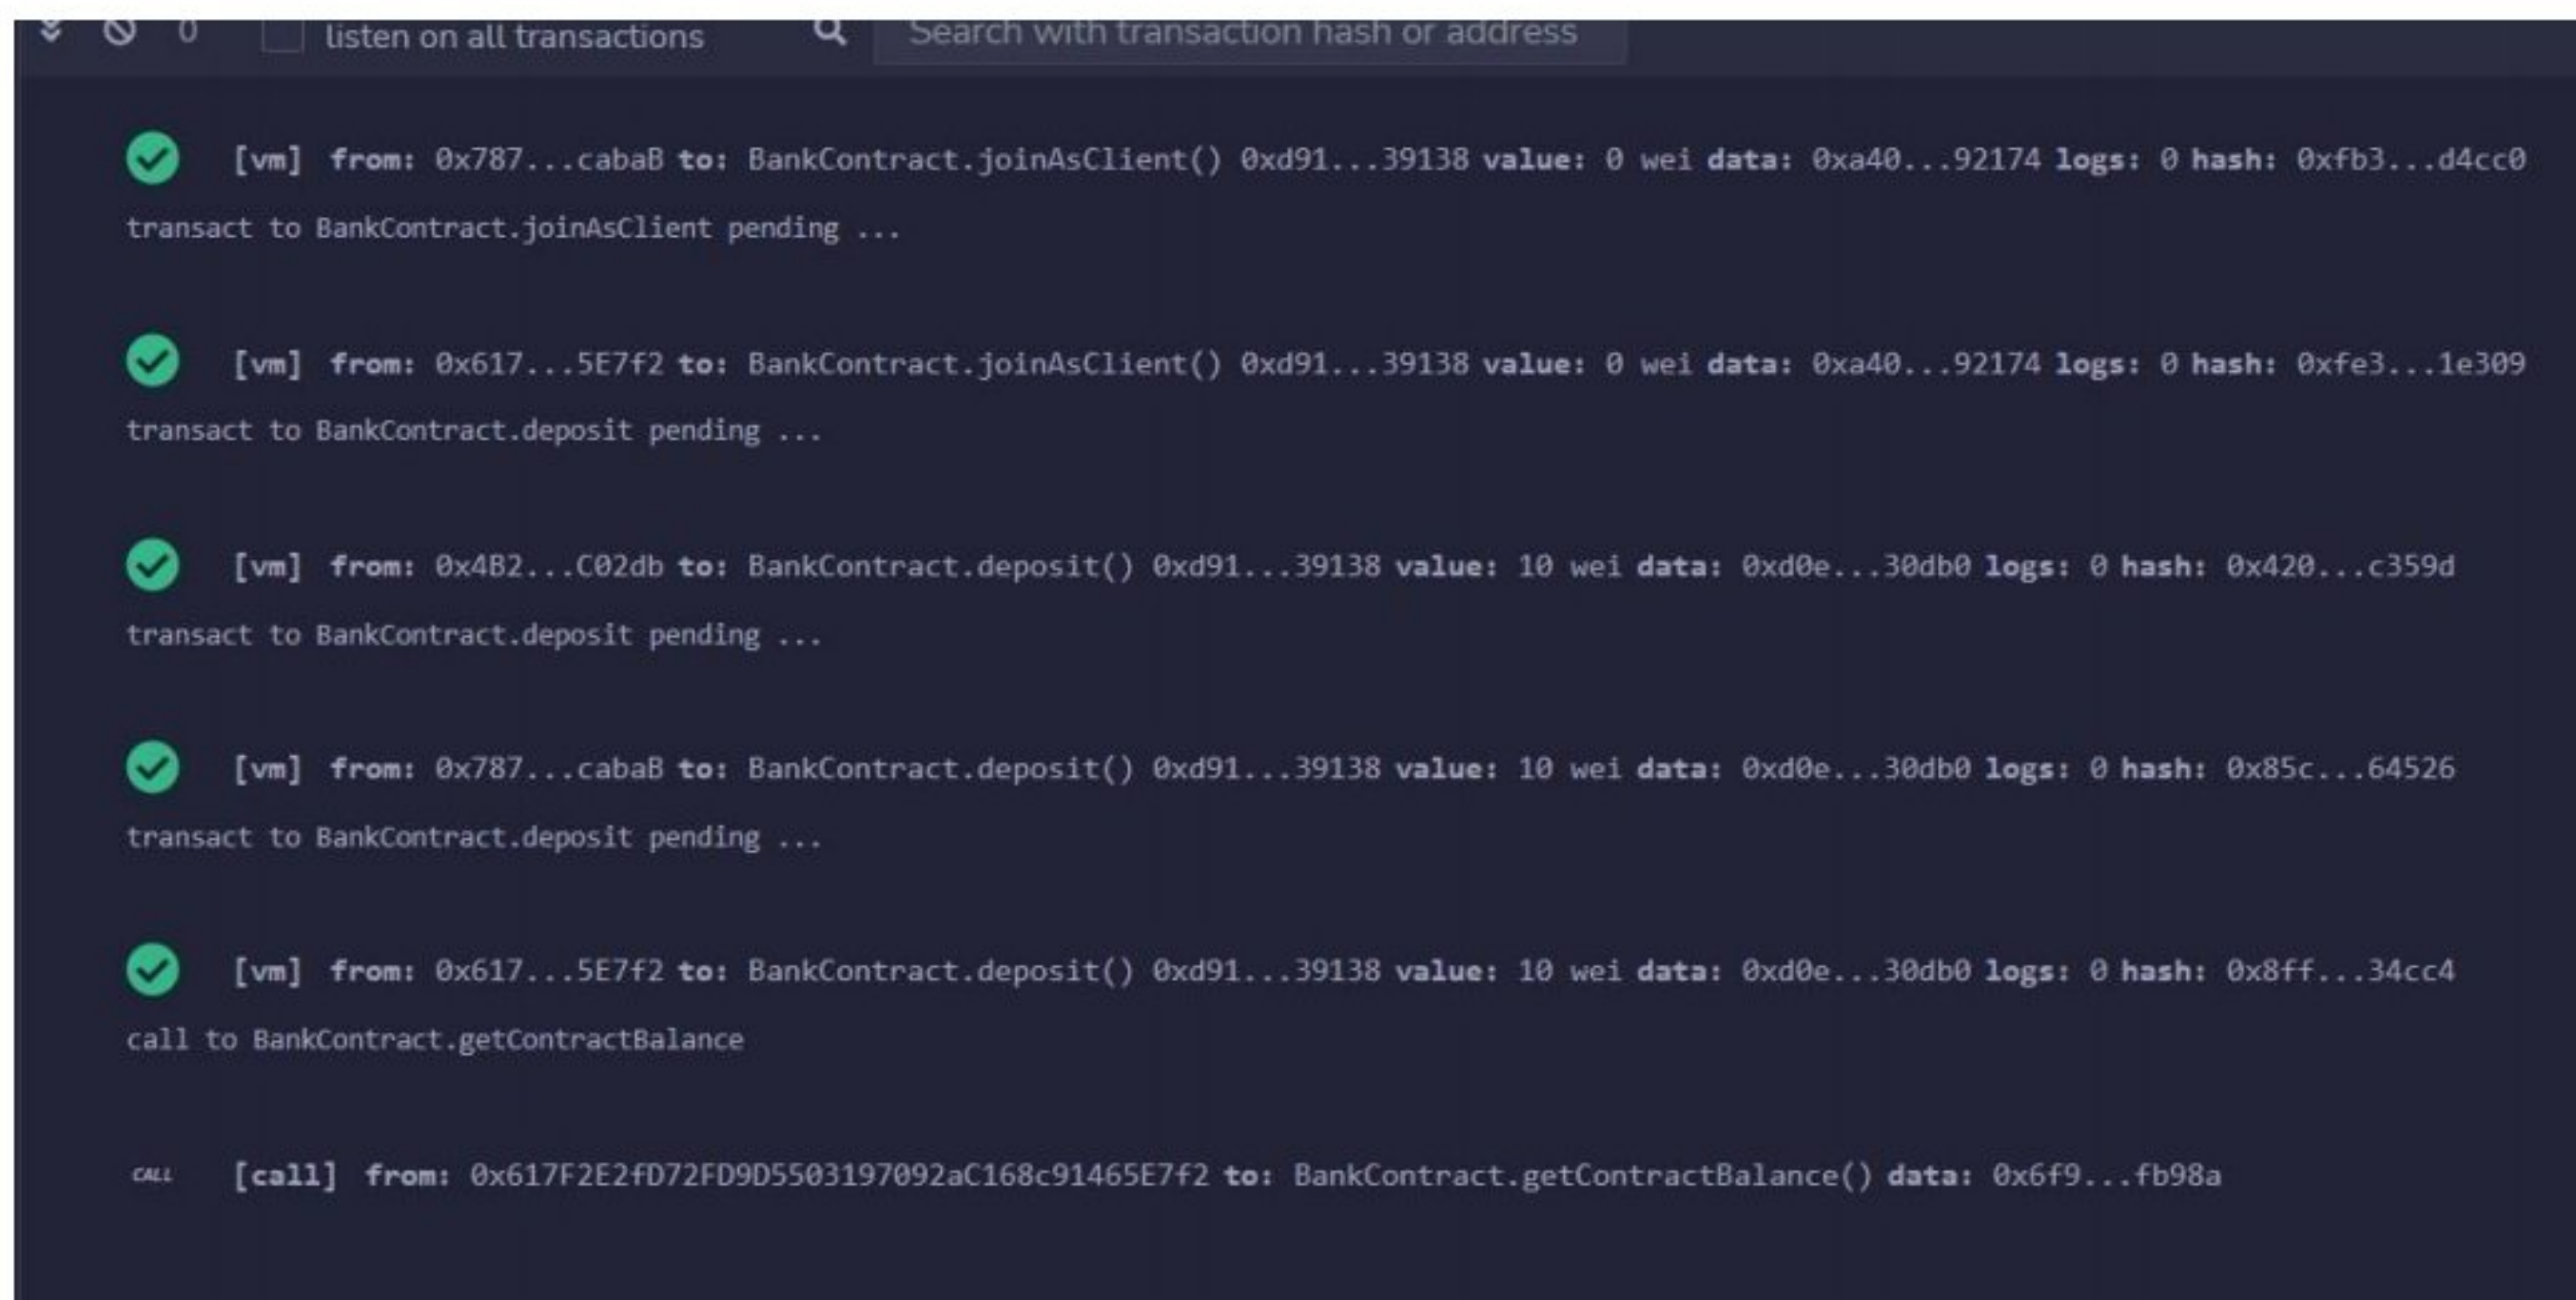 0 listen on all transactions Search with transaction hash or address
[vm] from: 0x787...cabaB to: BankContract.joinAsClient() 0xd91...39138 value: 0 wei data: 0xa40...92174 logs: 0 hash: 0xfb3...d4cc0
transact to BankContract.joinAsClient pending ...
[vm] from: 0x617...5E7f2 to: BankContract.joinAsClient() 0xd91...39138 value: 0 wei data: 0xa40...92174 logs: 0 hash: 0xfe3...1e309
transact to BankContract.deposit pending ...
[vm] from: 0x4B2...C02db to: BankContract.deposit() 0xd91...39138 value: 10 wei data: 0xd0e...30db0 logs: 0 hash: 0x420...c359d
transact to BankContract.deposit pending ...
[vm] from: 0x787...cabaB to: BankContract.deposit() 0xd91...39138 value: 10 wei data: 0xd0e...30db0 logs: 0 hash: 0x85c...64526
transact to BankContract.deposit pending ...
[vm] from: 0x617...5E7f2 to: BankContract.deposit() 0xd91...39138 value: 10 wei data: 0xd0e...30db0 logs: 0 hash: 0x8ff...34cc4
call to BankContract.getContractBalance
CALL [call] from: 0x617F2E2fD72FD9D5503197092aC168c91465E7f2 to: BankContract.getContractBalance() data: 0x6f9...fb98a